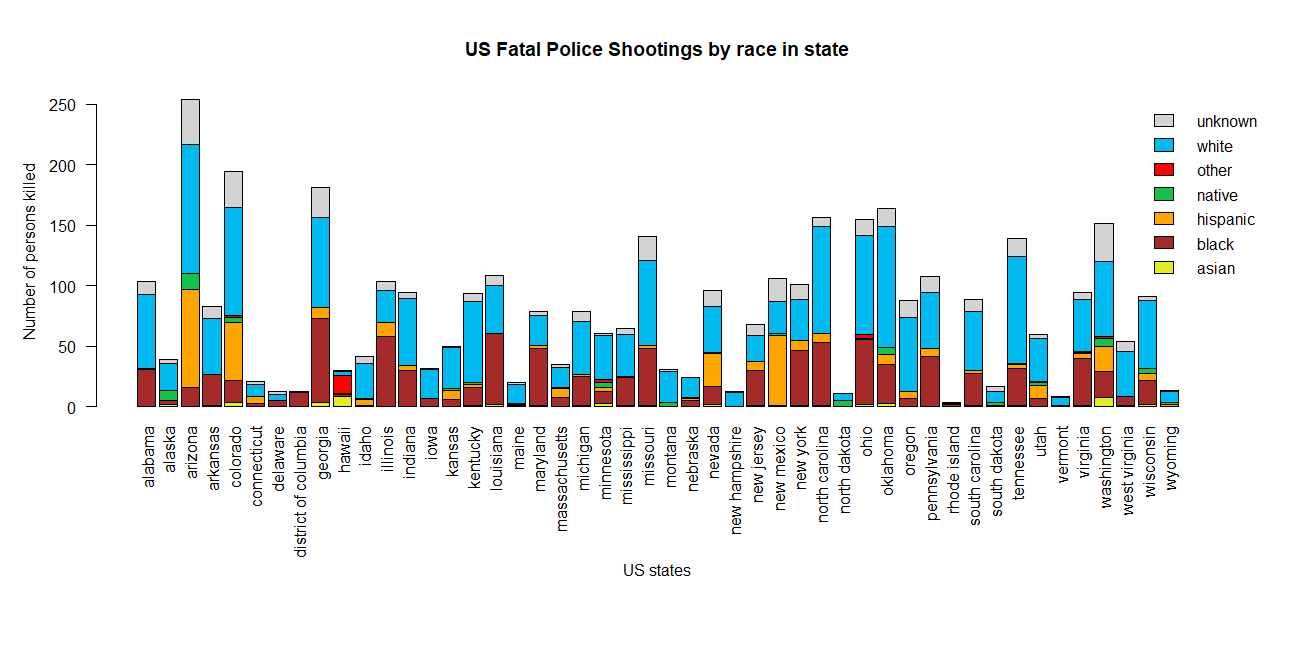 US Fatal Police Shootings by race in state
Number of persons killed
250
200
150
100
50
0
unknown
white
other
native
hispanic
black
asian
alabama
alaska
arizona
arkansas
colorado
connecticut
delaware
district of columbia
georgia
hawaii
idaho
illinois
indiana
iowa
kansas
kentucky
louisiana
maine
maryland
massachusetts
michigan
minnesota
mississippi
missouri
montana
nebraska
nevada
new hampshire
new jersey
new mexico
new york
north carolina
north dakota
ohio
oklahoma
oregon
pennsylvania
rhode island
south carolina
south dakota
tennessee
utah
vermont
virginia
washington
west virginia
wisconsin
wyoming
US states